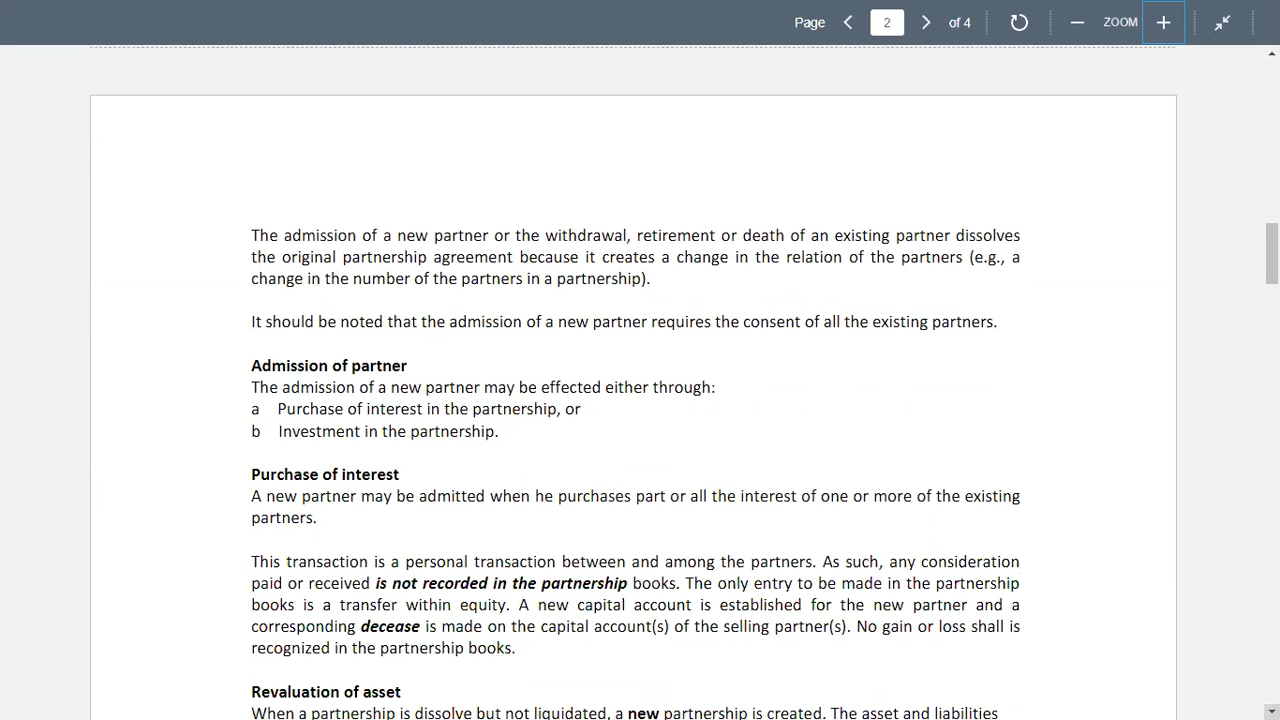 Page 2 of 4 ZOOM
The admission of a new partner or the withdrawal, retirement or death of an existing partner dissolves
the original partnership agreement because it creates a change in the relation of the partners (e.g., a
change in the number of the partners in a partnership).
It should be noted that the admission of a new partner requires the consent of all the existing partners.
Admission of partner
The admission of a new partner may be effected either through:
a Purchase of interest in the partnership, or
b Investment in the partnership.
Purchase of interest
A new partner may be admitted when he purchases part or all the interest of one or more of the existing
partners.
This transaction is a personal transaction between and among the partners. As such, any consideration
paid or received is not recorded in the partnership books. The only entry to be made in the partnership
books is a transfer within equity. A new capital account is established for the new partner and a
corresponding decease is made on the capital account(s) of the selling partner(s). No gain or loss shall is
recognized in the partnership books.
Revaluation of asset
When a partnership is dissolve but not liquidated, a new partnership is created. The asset and liabilities